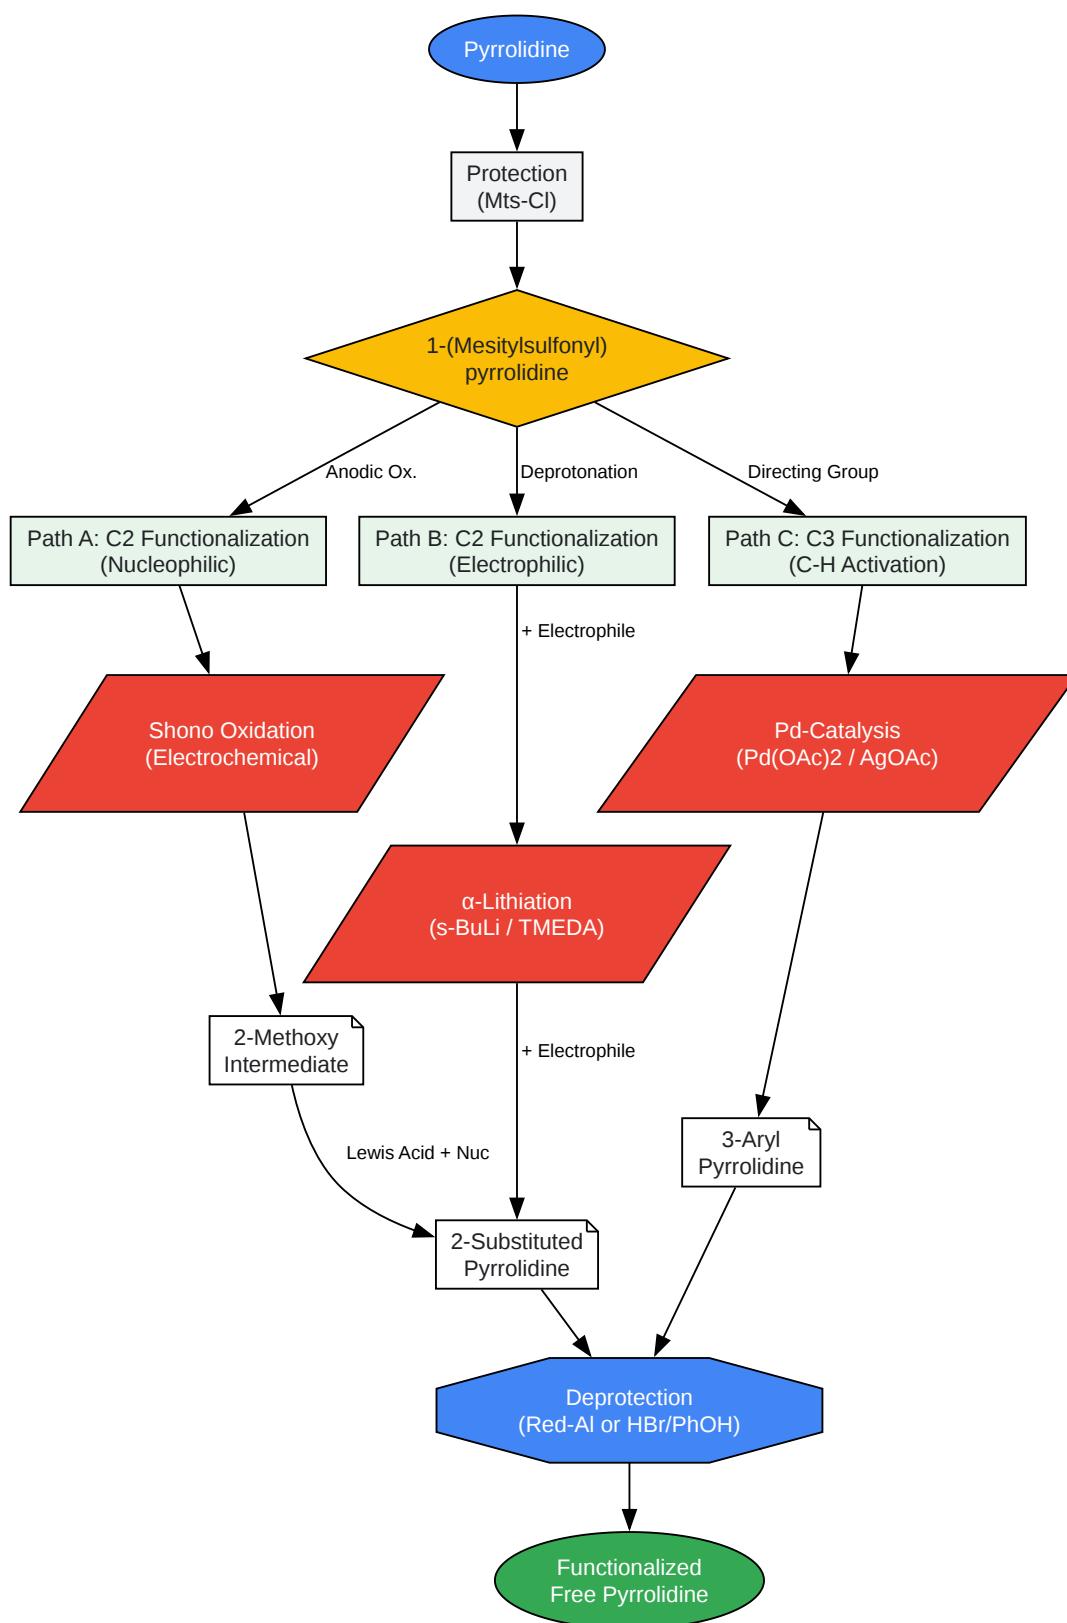 Pyrrolidine
Protection
(Mts-Cl)
1-(Mesitylsulfonyl)
pyrrolidine
Anodic Ox.
Deprotonation
Directing Group
Path A: C2 Functionalization
(Nucleophilic)
Path B: C2 Functionalization
(Electrophilic)
Path C: C3 Functionalization
(C-H Activation)
+ Electrophile
Shono Oxidation
(Electrochemical)
Pd-Catalysis
(Pd(OAc)2 / AgOAc)
α-Lithiation
(s-BuLi / TMEDA)
2-Methoxy
Intermediate
+ Electrophile
Lewis Acid + Nuc
3-Aryl
Pyrrolidine
2-Substituted
Pyrrolidine
Deprotection
(Red-Al or HBr/PhOH)
Functionalized
Free Pyrrolidine